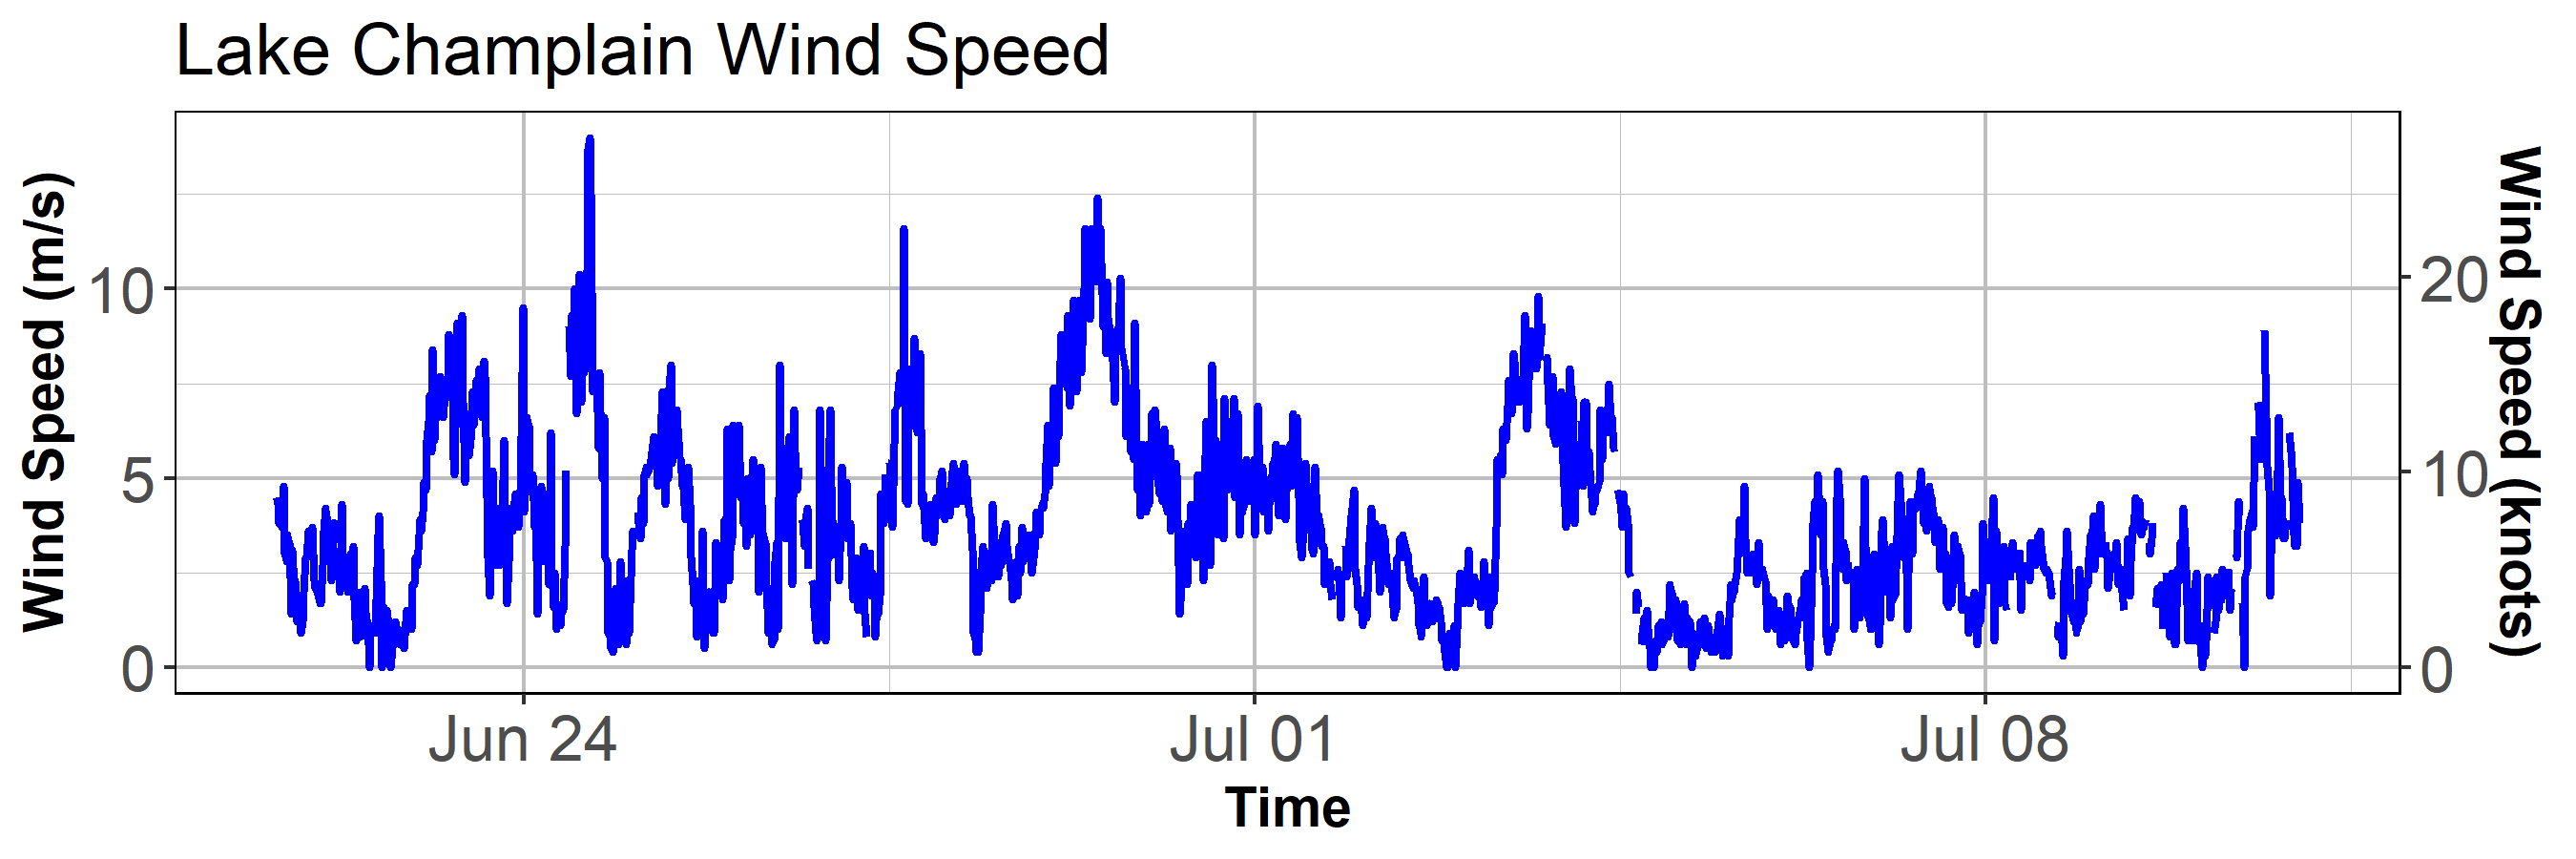 Lake Champlain Wind Speed
Wind Speed (m/s)
10
5
0
20
10
0
Wind Speed (knots)
Jun 24
Jul 01
Jul 08
Time